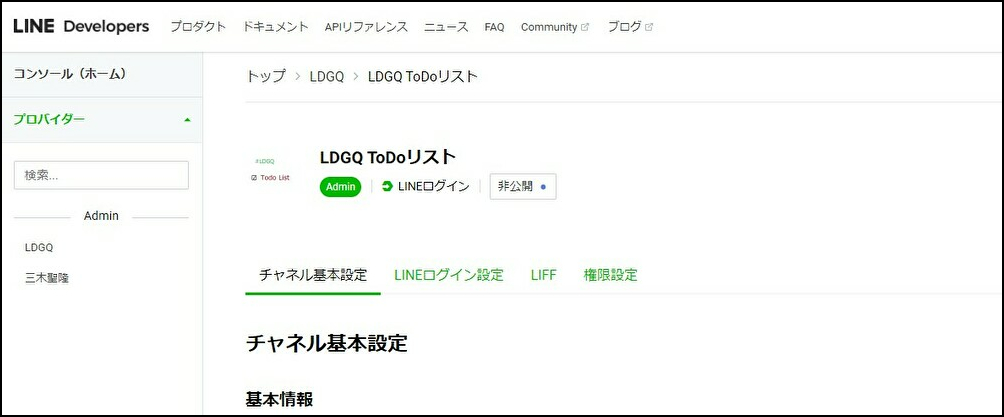 LINE Developers プロダクト ドキュメント APIリファレンス ニュース FAQ Community ブログ
コンソール（ホーム）
トップ > LDGQ > LDGQ ToDoリスト
プロバイダー
検索...
Admin
LDGQ
三木聖隆
#LDGQ
Todo List
LDGQ ToDoリスト
Admin LINEログイン 非公開
チャネル基本設定 LINEログイン設定 LIFF 権限設定
チャネル基本設定
基本情報